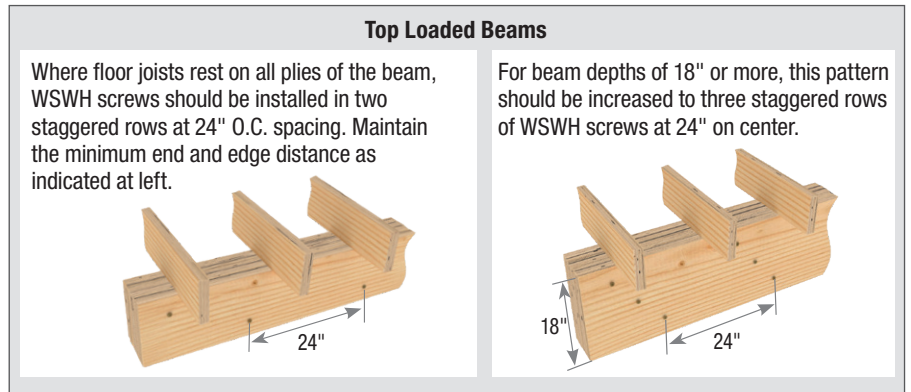 Top Loaded Beams
Where floor joists rest on all plies of the beam,
WSWH screws should be installed in two
staggered rows at 24" O.C. spacing. Maintain
the minimum end and edge distance as
indicated at left.
24"
For beam depths of 18" or more, this pattern
should be increased to three staggered rows
of WSWH screws at 24" on center.
18"
24"